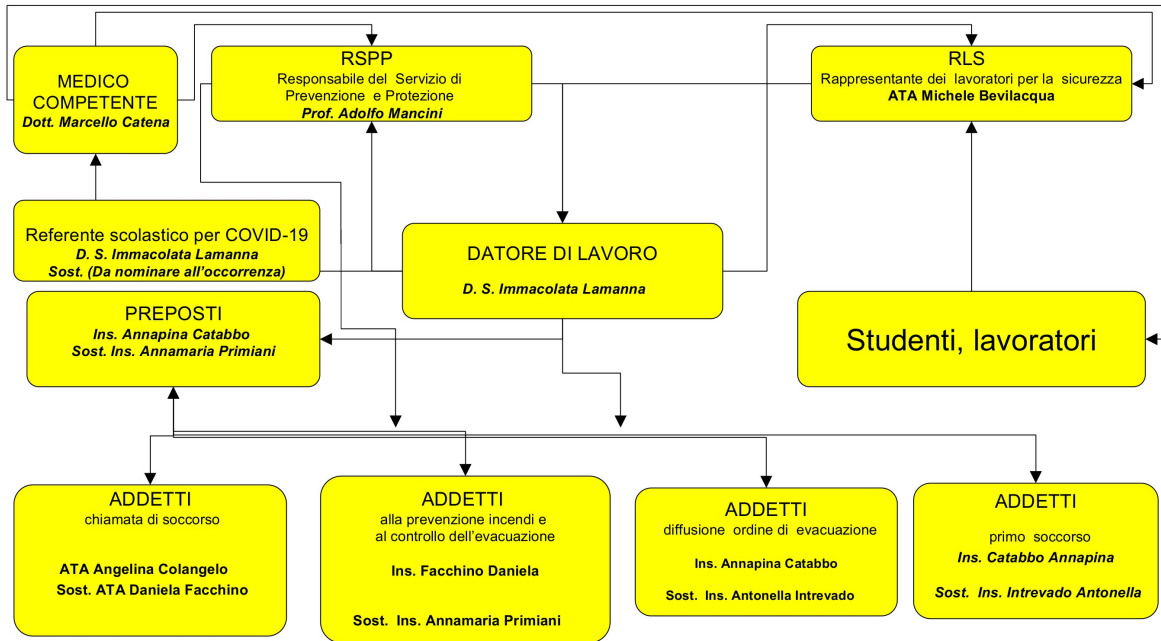 MEDICO
COMPETENTE
Dott. Marcello Catena
RSPP
Responsabile del Servizio di
Prevenzione e Protezione
Prof. Adolfo Mancini
RLS
Rappresentante dei lavoratori per la sicurezza
ATA Michele Bevilacqua
Referente scolastico per COVID-19
D. S. Immacolata Lamanna
Sost. (Da nominare all'occorrenza)
DATORE DI LAVORO
D. S. Immacolata Lamanna
PREPOSTI
Ins. Annapina Catabbo
Sost. Ins. Annamaria Primiani
Studenti, lavoratori
ADDETTI
chiamata di soccorso
ATA Angelina Colangelo
Sost. ATA Daniela Facchino
ADDETTI
alla prevenzione incendi e
al controllo dell'evacuazione
Ins. Facchino Daniela
Sost. Ins. Annamaria Primiani
ADDETTI
diffusione ordine di evacuazione
Ins. Annapina Catabbo
Sost. Ins. Antonella Intrevado
ADDETTI
primo soccorso
Ins. Catabbo Annapina
Sost. Ins. Intrevado Antonella